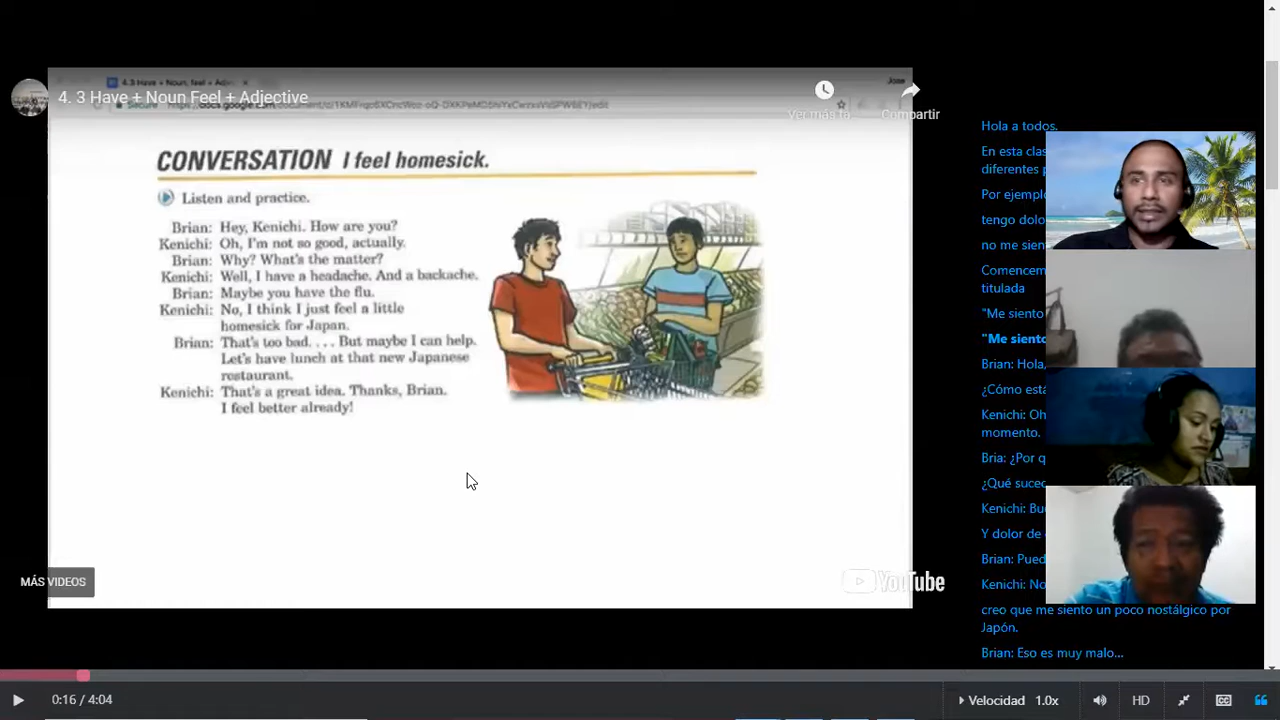 4. 3 Have + Noun Feel + Adjective
Compartir
CONVERSATION I feel homesick.
Listen and practice.
Brian: Hey, Kenichi. How are you?
Kenichi: Oh, I'm not so good, actually.
Brian: Why? What's the matter?
Kenichi: Well, I have a headache. And a backache.
Brian: Maybe you have the flu.
Kenichi: No, I think I just feel a little
homesick for Japan.
Brian: That's too bad. . . . But maybe I can help.
Let's have lunch at that new Japanese
restaurant.
Kenichi: That's a great idea. Thanks, Brian.
I feel better already!
MÁS VIDEOS
YouTube
Hola a todos.
En esta clas
diferentes
Por ejemplo
tengo dolo
no me sien
Comencem
titulada
"Me siento
"Me siento
Brian: Hola,
¿Cómo está
Kenichi: Oh
momento.
Bria: ¿Por q
¿Qué suce
Kenichi: Bu
Y dolor de
Brian: Pued
Kenichi: No
creo que me siento un poco nostálgico por
Japón.
Brian: Eso es muy malo...
0:16 / 4:04
Velocidad 1.0x
HD